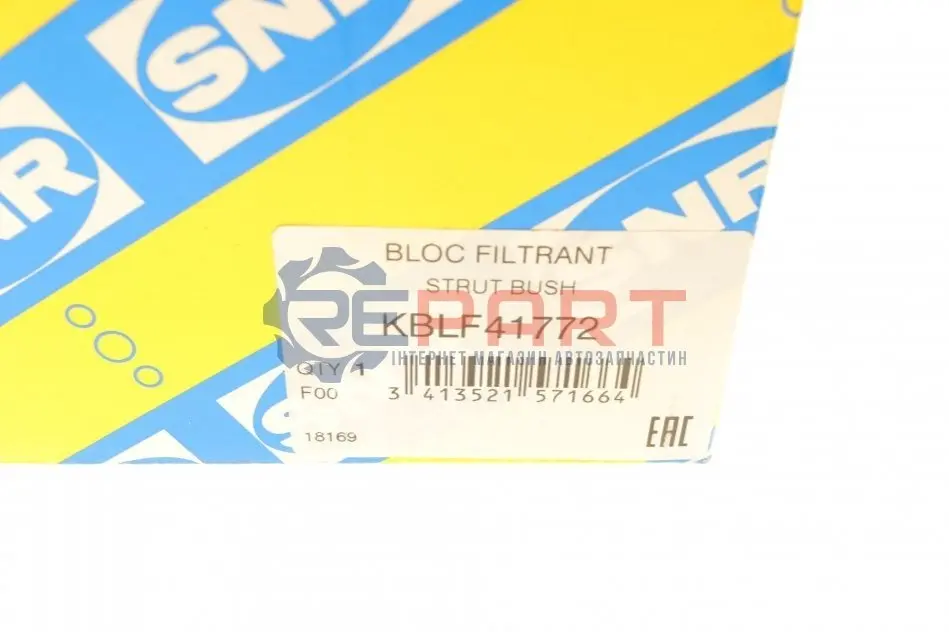 SNR
SNR
SNR
BLOC FILTRANT
STRUT BUSH
REPART
KBLF41772
ІНТЕРНЕТ МАГАЗИН АВТОЗАПЧАСТИН
QTY 1
F00
3 413521 571664
18169
EAC